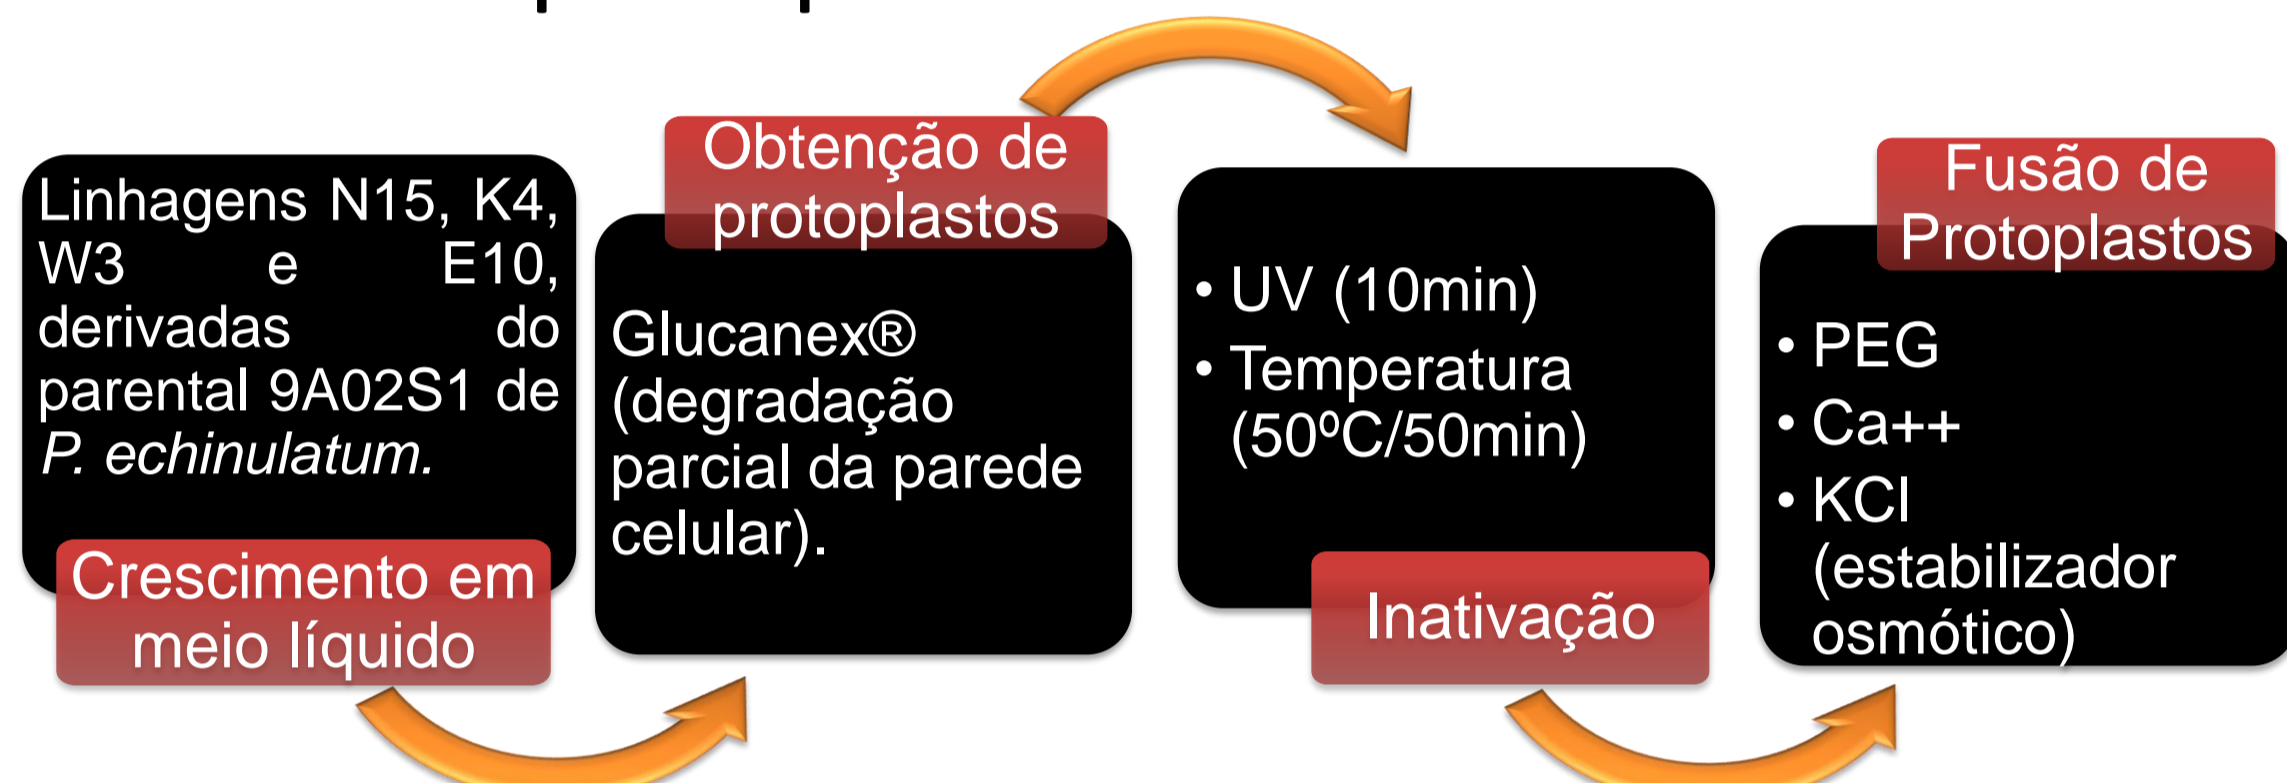 Linhagens N15, K4,
W3 e E10,
derivadas do
parental 9A02S1 de
P. echinulatum.
Crescimento em
meio líquido
Obtenção de
protoplastos
Glucanex®
(degradação
parcial da parede
celular).
• UV (10min)
• Temperatura
(50ºC/50min)
Inativação
Fusão de
Protoplastos
• PEG
• Ca++
• KCl
(estabilizador
osmótico)